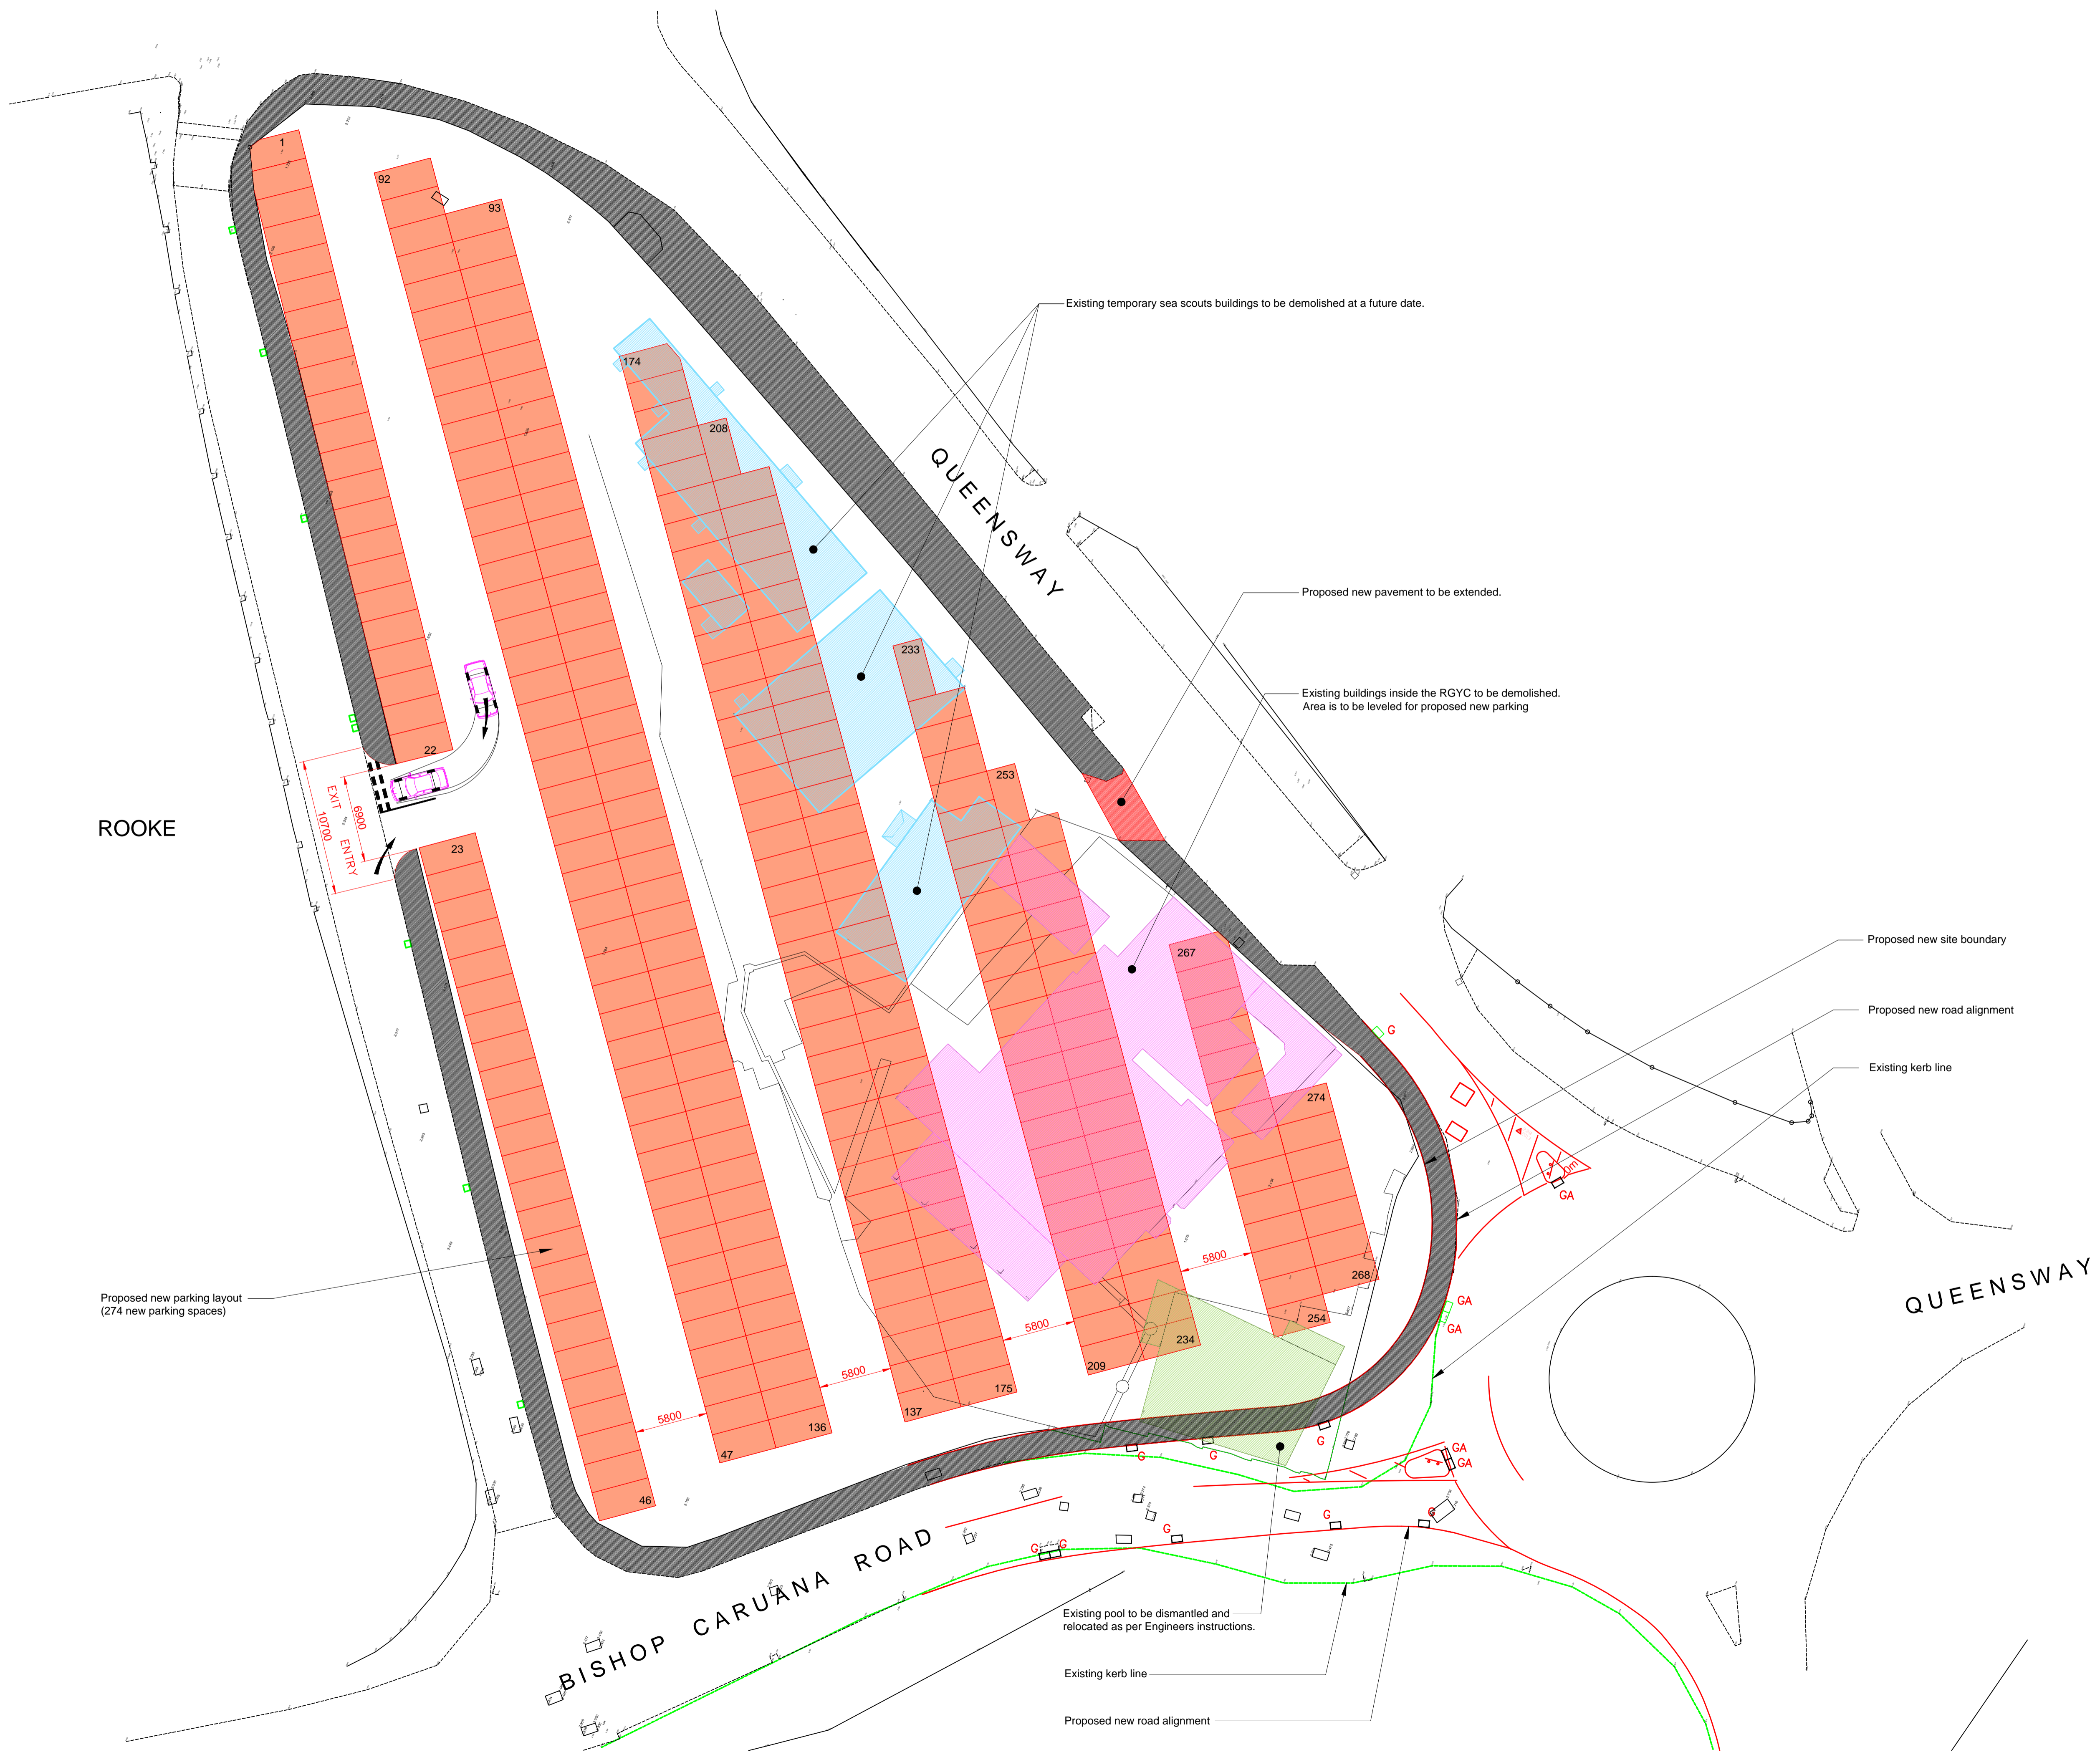 1
92
93
Existing temporary sea scouts buildings to be demolished at a future date.
174
208
QUEENSWAY
Proposed new pavement to be extended.
233
Existing buildings inside the RGYC to be demolished.
Area is to be leveled for proposed new parking
22
253
EXIT
ENTRY
6900
10700
ROOKE
23
267
Proposed new site boundary
Proposed new road alignment
Existing kerb line
G
274
GA
5800
268
Proposed new parking layout
(274 new parking spaces)
QUEENSWAY
GA
GA
254
5800
234
209
5800
175
137
5800
136
47
46
G
G
G
GA
GA
G
G
G
G
G
BISHOP CARUANA ROAD
Existing pool to be dismantled and
relocated as per Engineers instructions.
Existing kerb line
Proposed new road alignment